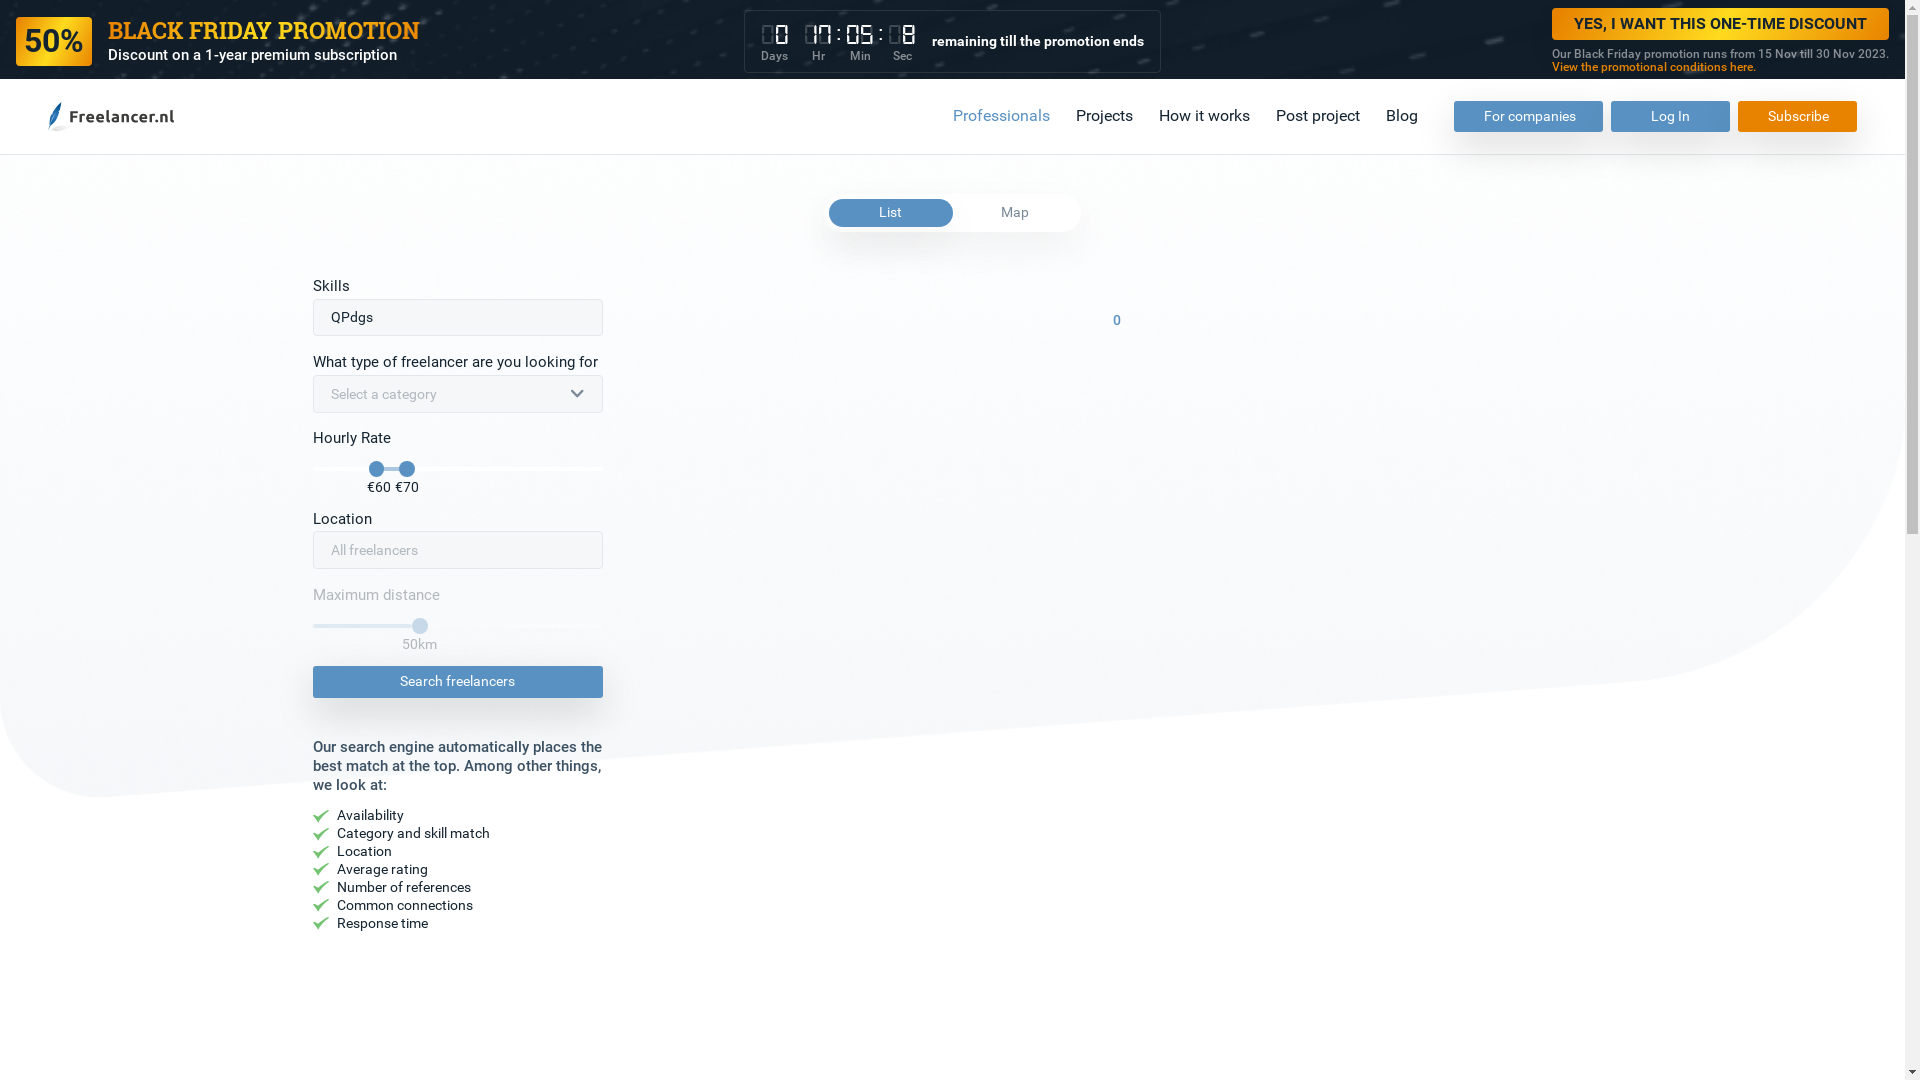 50%
BLACK FRIDAY PROMOTION
Discount on a 1-year premium subscription
0 17 : 05 : 8
Days Hr Min Sec
remaining till the promotion ends
YES, I WANT THIS ONE-TIME DISCOUNT
Our Black Friday promotion runs from 15 Nov till 30 Nov 2023.
View the promotional conditions here.
Freelancer.nl
Professionals
Projects
How it works
Post project
Blog
For companies
Log In
Subscribe
List
Map
Skills
QPdgs
0
What type of freelancer are you looking for
Select a category
Hourly Rate
€60 €70
Location
All freelancers
Maximum distance
50km
Search freelancers
Our search engine automatically places the
best match at the top. Among other things,
we look at:
Availability
Category and skill match
Location
Average rating
Number of references
Common connections
Response time